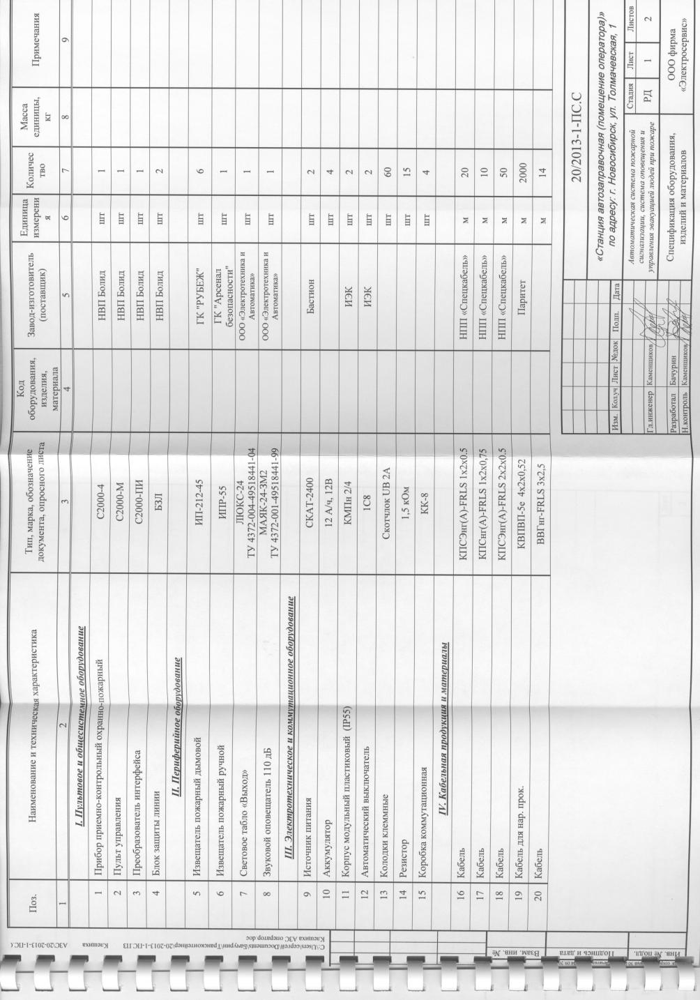 Поз.
Наименование и техническая характеристика
Тип, марка, обозначение
документа, опросного листа
Код
оборудования,
изделия,
материала
Завод-изготовитель
(поставщик)
Единица
измерени
я
Количес
тво
Масса
единицы,
кг
Примечания
1 2 3 4 5 6 7 8 9
I. Пультовое и общесистемное оборудование
1 Прибор приемно-контрольный охранно-пожарный С2000-4 НВП Болид шт 1
2 Пульт управления С2000-М НВП Болид шт 1
3 Преобразователь интерфейса С2000-ПИ НВП Болид шт 1
4 Блок защиты линии БЗЛ НВП Болид шт 2
II. Периферийное оборудование
5 Извещатель пожарный дымовой ИП-212-45 ГК "РУБЕЖ" шт 6
6 Извещатель пожарный ручной ИПР-55 ГК "Арсенал
безопасности" шт 1
7 Световое табло «Выход» ЛЮКС-24
ТУ 4372-004-49518441-04 ООО «Электротехника и
Автоматика» шт 1
8 Звуковой оповещатель 110 дБ МАЯК-24-3М2
ТУ 4372-001-49518441-99 ООО «Электротехника и
Автоматика» шт 1
III. Электротехническое и коммутационное оборудование
9 Источник питания СКАТ-2400 Бастион шт 2
10 Аккумулятор 12 А/ч, 12В шт 4
11 Корпус модульный пластиковый (IP55) КМПн 2/4 ИЭК шт 2
12 Автоматический выключатель 1С8 ИЭК шт 2
13 Колодки клеммные Скотчлок UB 2A шт 60
14 Резистор 1,5 кОм шт 15
15 Коробка коммутационная КК-8 шт 4
IV. Кабельная продукция и материалы
16 Кабель КПСЭнг(А)-FRLS 1х2х0,5 НПП «Спецкабель» м 20
17 Кабель КПСнг(А)-FRLS 1х2х0,75 НПП «Спецкабель» м 10
18 Кабель КПСЭнг(А)-FRLS 2х2х0,5 НПП «Спецкабель» м 50
19 Кабель для нар. прок. КВПВП-5е 4х2х0,52 Паритет м 2000
20 Кабель ВВГнг-FRLS 3х2,5 м 14
20/2013-1-ПС.С
«Станция автозаправочная (помещение оператора)»
по адресу: г. Новосибирск, ул. Толмачевская, 1
Изм. Кол.уч Лист №док Подп. Дата
Гл.инженер Каменщиков
Разработал Бачурин
Н.контроль Каменщиков
Автоматическая система пожарной
сигнализации, система оповещения и
управления эвакуацией людей при пожаре
Стадия Лист Листов
РД 1 2
Спецификация оборудования,
изделий и материалов
ООО фирма
«Электросервис»
Взам. инв. №
Подпись и дата
Инв. № подл.
C:\Users\сергей\Documents\Бачурин\Трансконтейнер\20-2013-1-ПС.ПЗ Клещиха АЗС\20-2013-1-ПС.
Клещиха АЗС оператор.doc